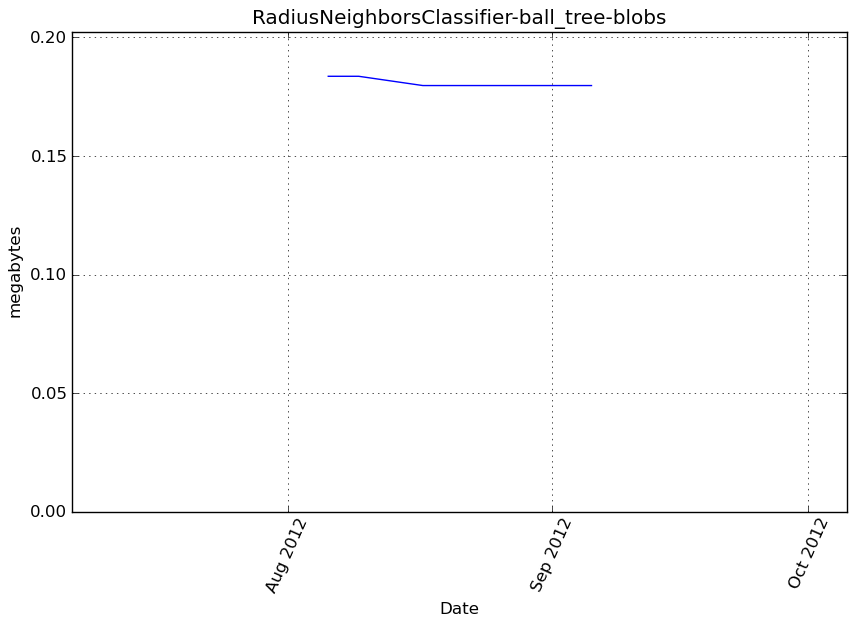 RadiusNeighborsClassifier-ball_tree-blobs
0.20
0.15
0.10
0.05
0.00
megabytes
Aug 2012
Sep 2012
Oct 2012
Date